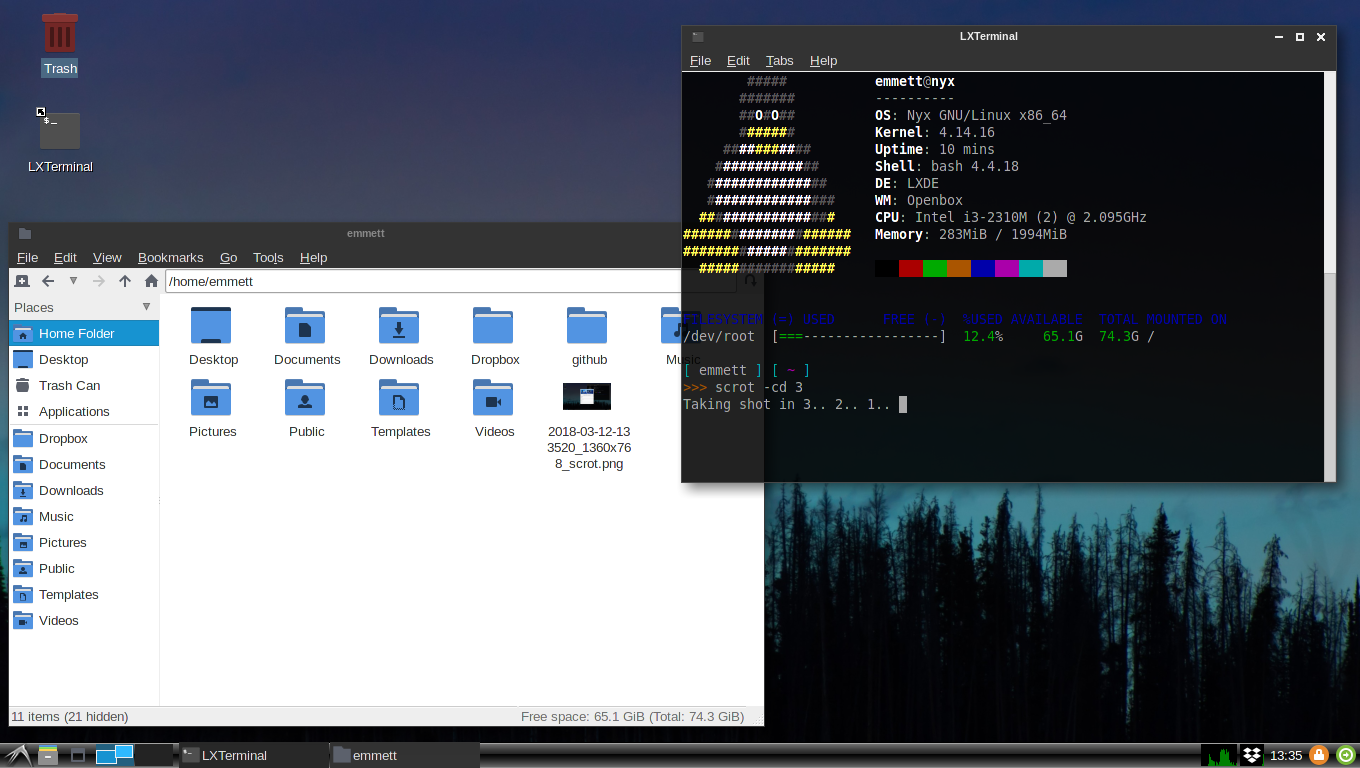 Trash
$_
LXTerminal
LXTerminal
File Edit Tabs Help
#####
#######
##O#O##
#######
###########
#############
###############
################
#################
#####################
#####################
#################
emmett@nyx
----------
OS: Nyx GNU/Linux x86_64
Kernel: 4.14.16
Uptime: 10 mins
Shell: bash 4.4.18
DE: LXDE
WM: Openbox
CPU: Intel i3-2310M (2) @ 2.095GHz
Memory: 283MiB / 1994MiB
FILESYSTEM (=) USED      FREE (-)  %USED AVAILABLE  TOTAL MOUNTED ON
/dev/root  [===-----------------]  12.4%     65.1G  74.3G /
[ emmett ] [ ~ ]
>>> scrot -cd 3
Taking shot in 3.. 2.. 1..
emmett
File Edit View Bookmarks Go Tools Help
/home/emmett
Places
Home Folder
Desktop
Trash Can
Applications
Dropbox
Documents
Downloads
Music
Pictures
Public
Templates
Videos
Desktop Documents Downloads Dropbox github Music
Pictures Public Templates Videos 2018-03-12-13
3520_1360x76
8_scrot.png
11 items (21 hidden) Free space: 65.1 GiB (Total: 74.3 GiB)
LXTerminal emmett 13:35